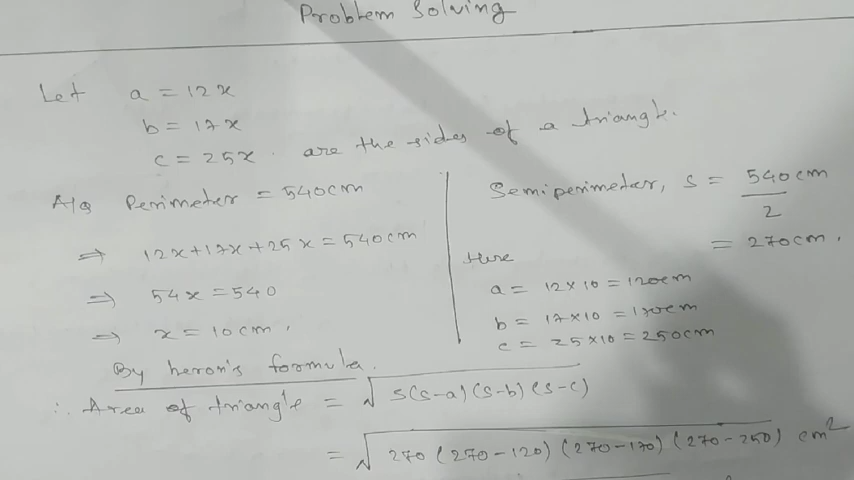 Problem Solving
Let a = 12x
b = 17x
c = 25x. are the sides of a triangle.
A/Q Perimeter = 540cm
⇒ 12x+17x+25x = 540cm
⇒ 54x = 540
⇒ x = 10cm.
Semiperimeter, s = 540cm / 2
= 270cm.
Here
a = 12×10 = 120cm
b = 17×10 = 170cm
c = 25×10 = 250cm
By heron's formula.
∴ Area of triangle = √s(s-a)(s-b)(s-c)
= √270(270-120)(270-170)(270-250) cm²